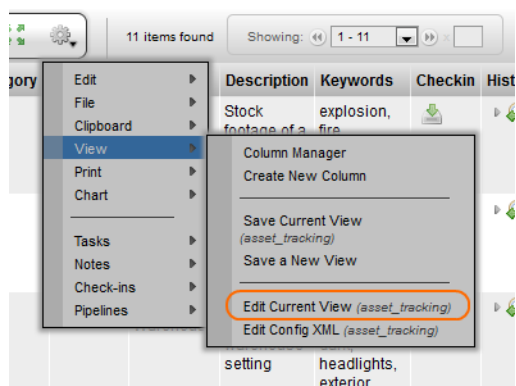 11 items found
Showing:
1 - 11
x
gory
Description
Keywords
Checkin
Hist
Edit
File
Clipboard
View
Print
Chart
Tasks
Notes
Check-ins
Pipelines
Column Manager
Create New Column
Save Current View
(asset_tracking)
Save a New View
Edit Current View (asset_tracking)
Edit Config XML (asset_tracking)
Stock
footage of a
explosion,
fire
setting
headlights,
exterior